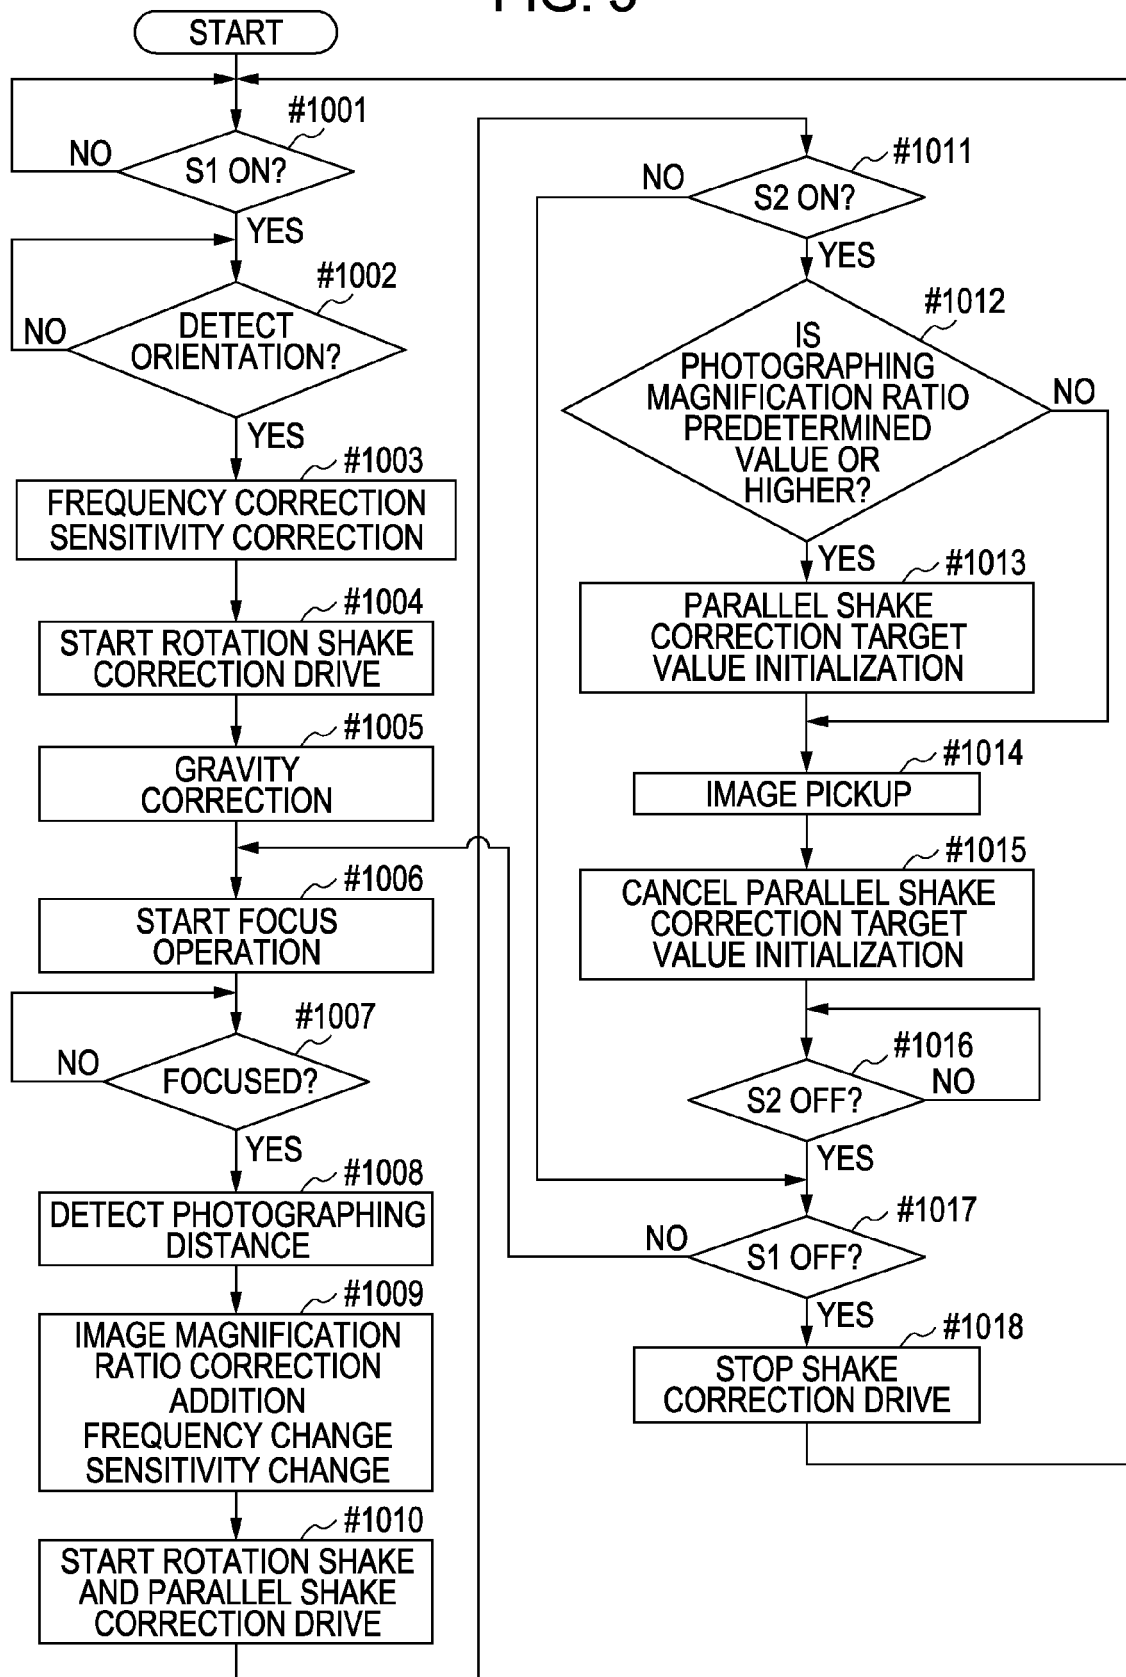 START
#1001
S1 ON?
NO
YES
#1002
DETECT
ORIENTATION?
NO
YES
#1003
FREQUENCY CORRECTION
SENSITIVITY CORRECTION
#1004
START ROTATION SHAKE
CORRECTION DRIVE
#1005
GRAVITY
CORRECTION
#1006
START FOCUS
OPERATION
#1007
FOCUSED?
NO
YES
#1008
DETECT PHOTOGRAPHING
DISTANCE
#1009
IMAGE MAGNIFICATION
RATIO CORRECTION
ADDITION
FREQUENCY CHANGE
SENSITIVITY CHANGE
#1010
START ROTATION SHAKE
AND PARALLEL SHAKE
CORRECTION DRIVE
#1011
S2 ON?
NO
YES
#1012
IS
PHOTOGRAPHING
MAGNIFICATION RATIO
PREDETERMINED
VALUE OR
HIGHER?
NO
YES
#1013
PARALLEL SHAKE
CORRECTION TARGET
VALUE INITIALIZATION
#1014
IMAGE PICKUP
#1015
CANCEL PARALLEL SHAKE
CORRECTION TARGET
VALUE INITIALIZATION
#1016
S2 OFF?
NO
YES
#1017
S1 OFF?
NO
YES
#1018
STOP SHAKE
CORRECTION DRIVE